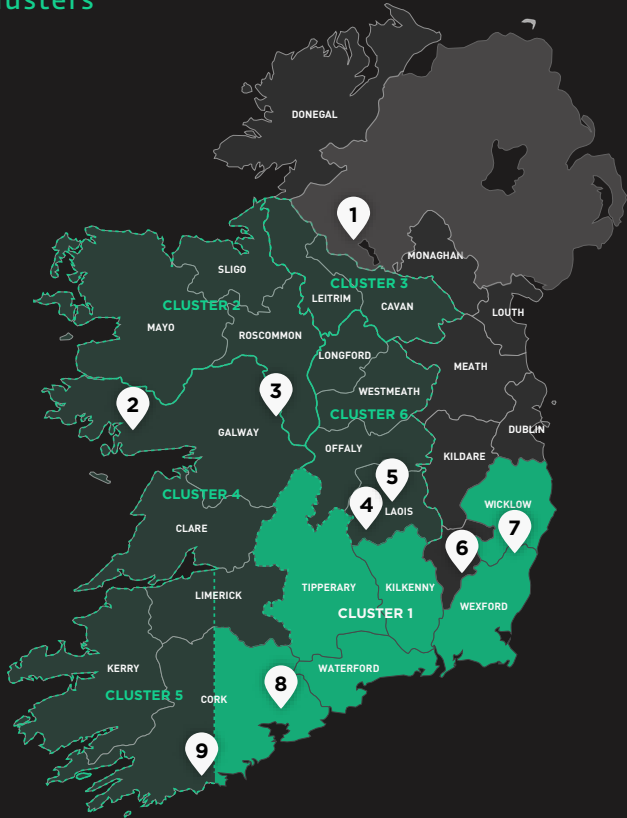 DONEGAL
1
MONAGHAN
SLIGO
CLUSTER 3
LEITRIM
CAVAN
CLUSTER 2
LOUTH
MAYO
ROSCOMMON
LONGFORD
MEATH
WESTMEATH
3
2
CLUSTER 6
GALWAY
DUBLIN
OFFALY
KILDARE
5
CLUSTER 4
4
LAOIS
WICKLOW
CLARE
7
6
TIPPERARY
KILKENNY
LIMERICK
WEXFORD
CLUSTER 1
KERRY
WATERFORD
8
CLUSTER 5
CORK
9